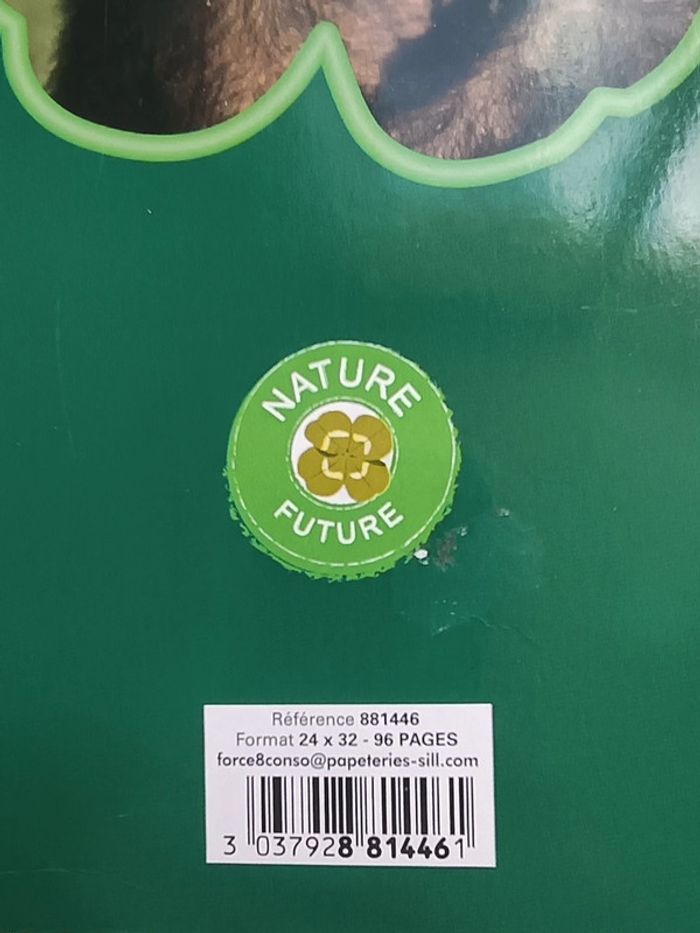 NATURE
FUTURE
Référence 881446
Format 24 x 32 - 96 PAGES
force8conso@papeteries-sill.com
3 037928 814461